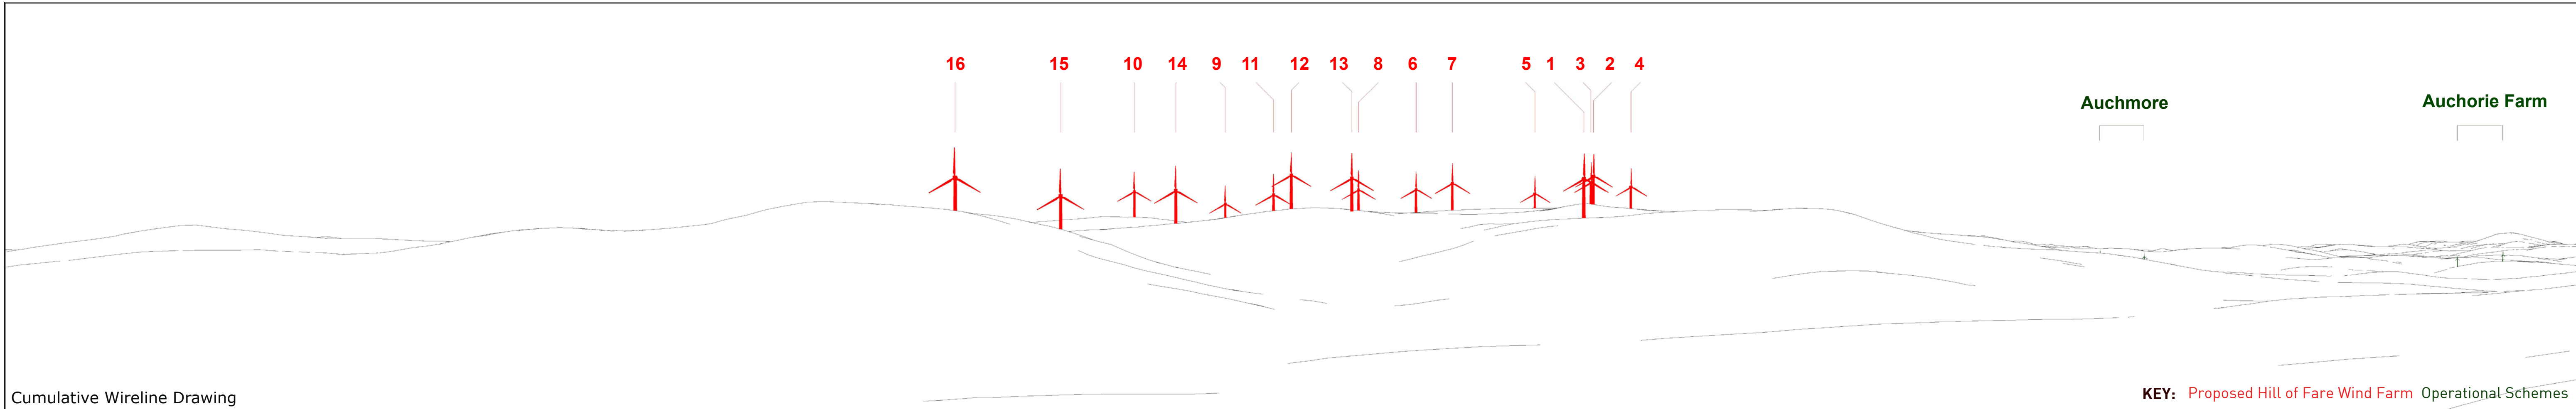 16 15 10 14 9 11 12 13 8 6 7 5 1 3 2 4
Auchmore Auchorie Farm
Cumulative Wireline Drawing
KEY: Proposed Hill of Fare Wind Farm Operational Schemes